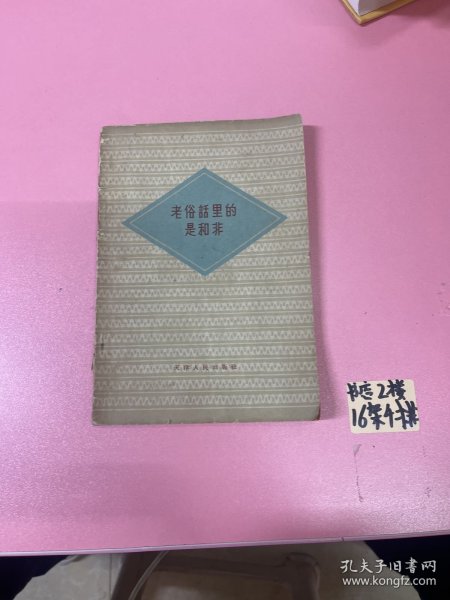 老俗話里的
是和非
天津人民出版社
书店2楼
16架4排
孔夫子旧书网
www.kongfz.com